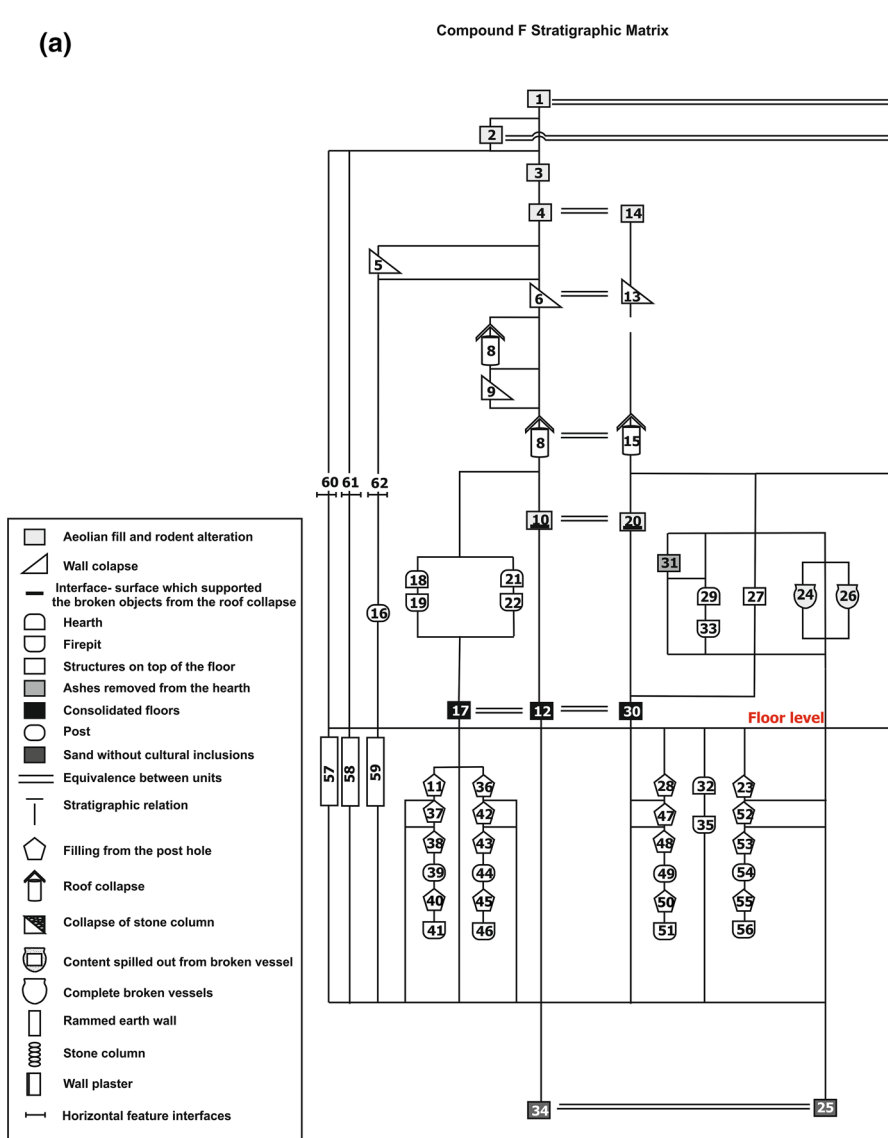 (a)
Compound F Stratigraphic Matrix
1
2
3
4
14
5
6
13
8
9
8
15
60 61 62
10
20
31
18
21
29
27
24
26
19
22
16
33
17
12
30
Floor level
57
58
59
11
36
28
32
23
37
42
47
35
52
38
43
48
53
39
44
49
54
40
45
50
55
41
46
51
56
34
25
Aeolian fill and rodent alteration
Wall colapse
Interface- surface which supported
the broken objects from the roof collapse
Hearth
Firepit
Structures on top of the floor
Ashes removed from the hearth
Consolidated floors
Post
Sand without cultural inclusions
Equivalence between units
Stratigraphic relation
Filling from the post hole
Roof collapse
Collapse of stone column
Content spilled out from broken vessel
Complete broken vessels
Rammed earth wall
Stone column
Wall plaster
Horizontal feature interfaces